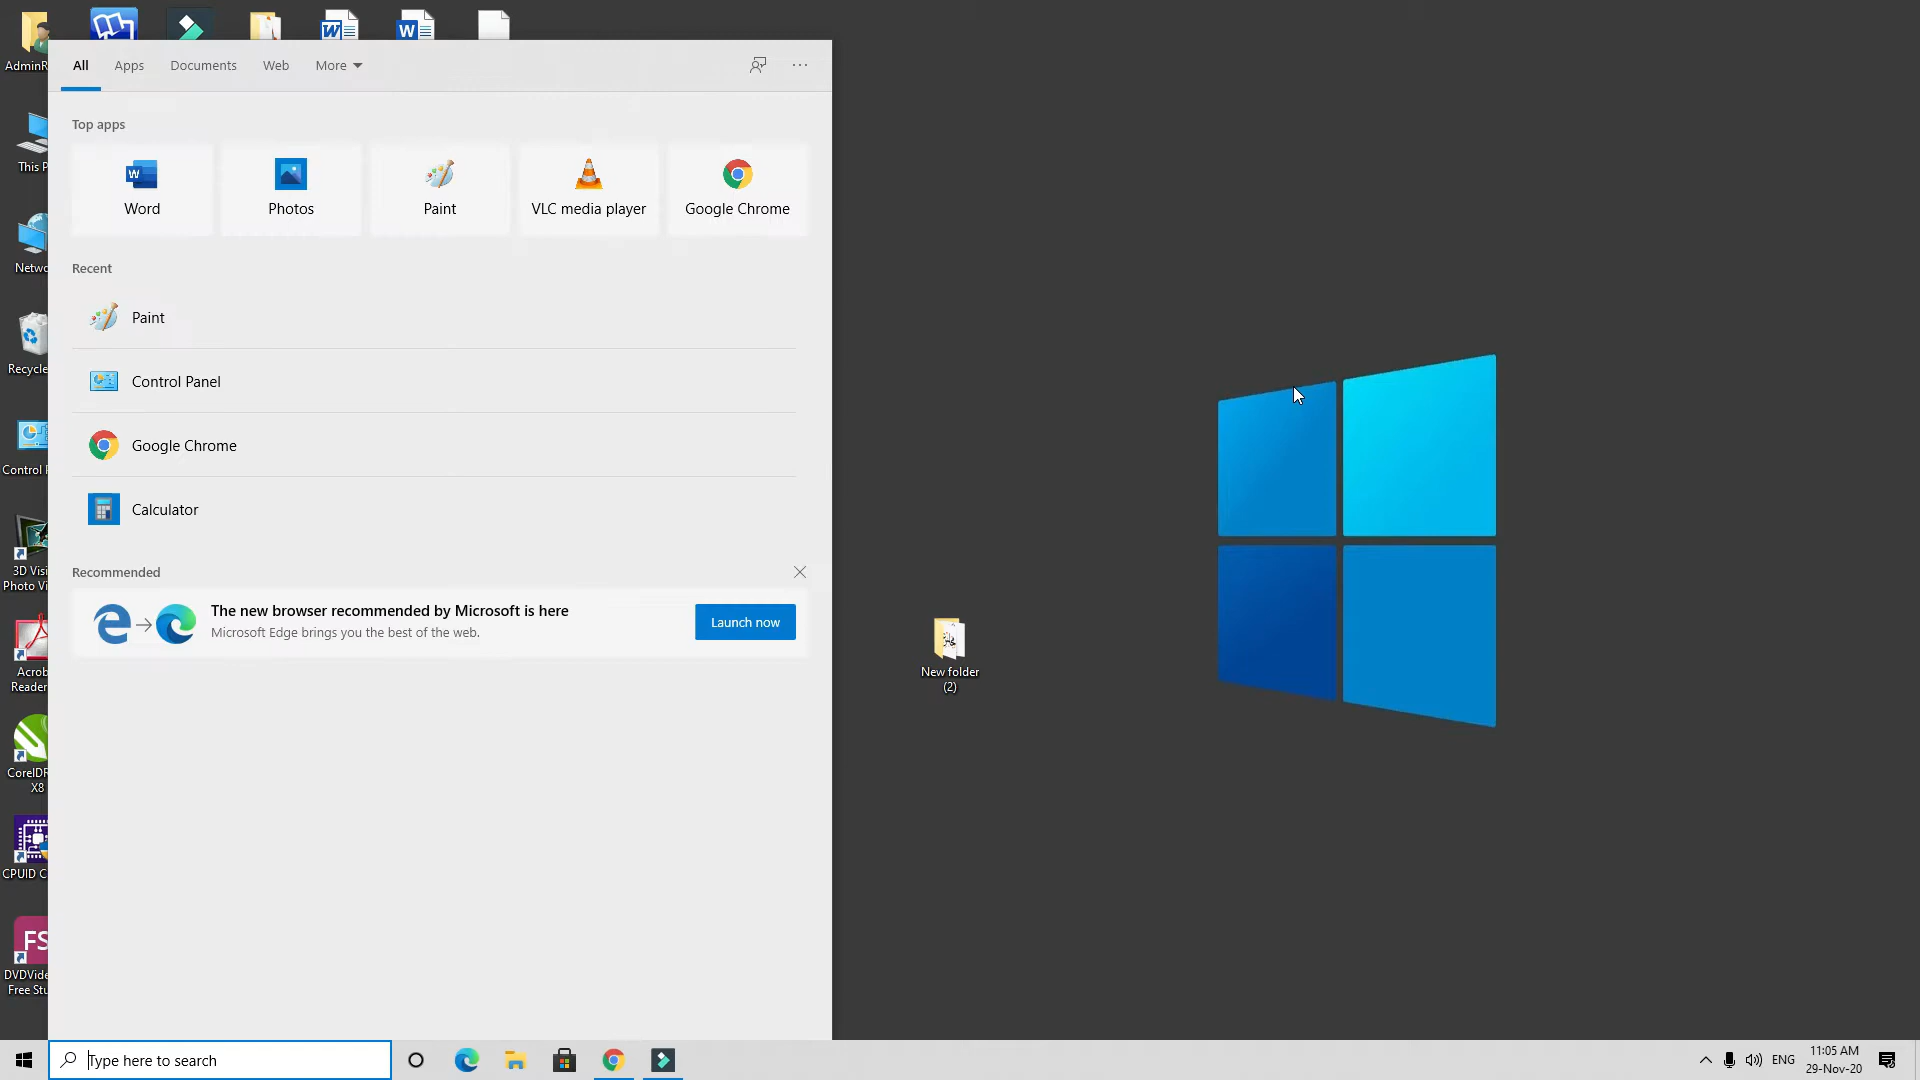 AdminR
This P
Netwo
Recycle
Control P
3D Visi
Photo Vi
Acrob
Reader
CorelDR
X8
CPUID C
FS
DVDVide
Free Stu
All Apps Documents Web More
Top apps
Word Photos Paint VLC media player Google Chrome
Recent
Paint
Control Panel
Google Chrome
Calculator
Recommended
The new browser recommended by Microsoft is here
Microsoft Edge brings you the best of the web.
Launch now
New folder
(2)
Type here to search
ENG
11:05 AM
29-Nov-20